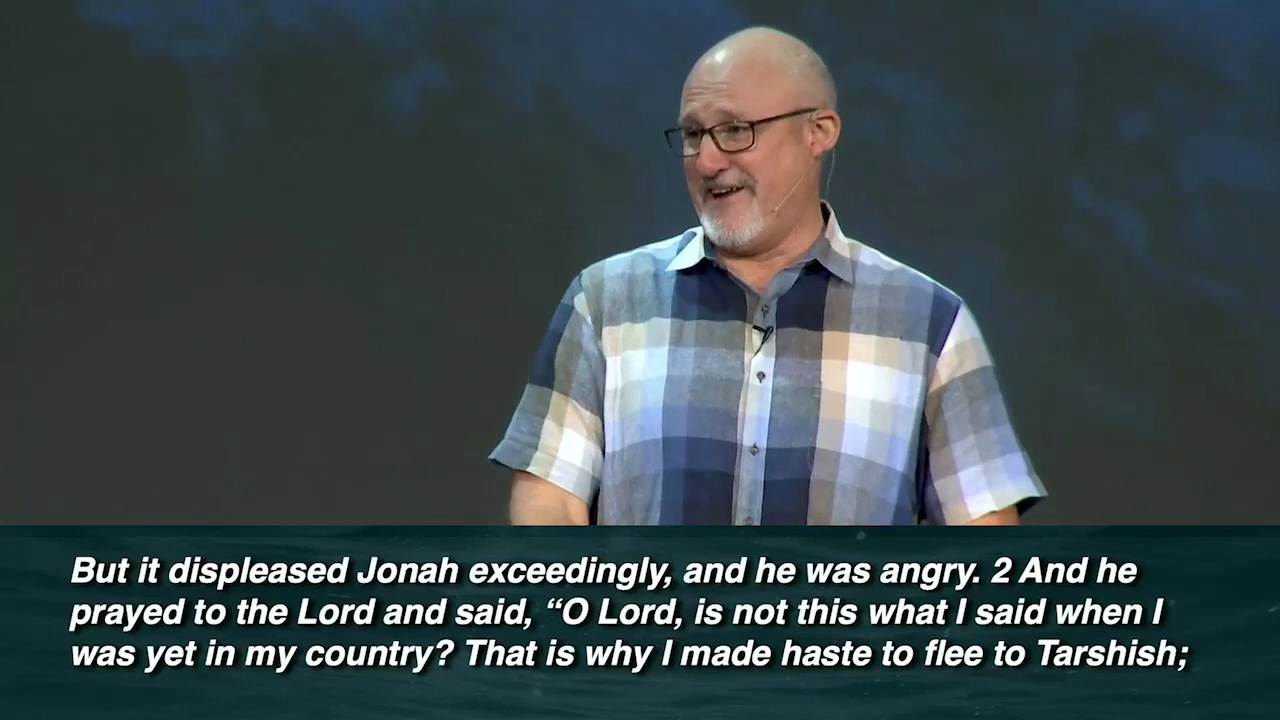 But it displeased Jonah exceedingly, and he was angry. 2 And he
prayed to the Lord and said, “O Lord, is not this what I said when I
was yet in my country? That is why I made haste to flee to Tarshish;